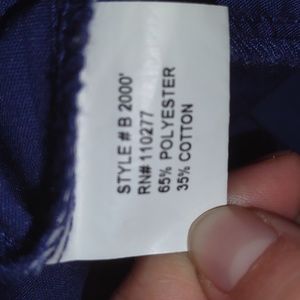 STYLE # B 2000'
RN# 110277
65% POLYESTER
35% COTTON